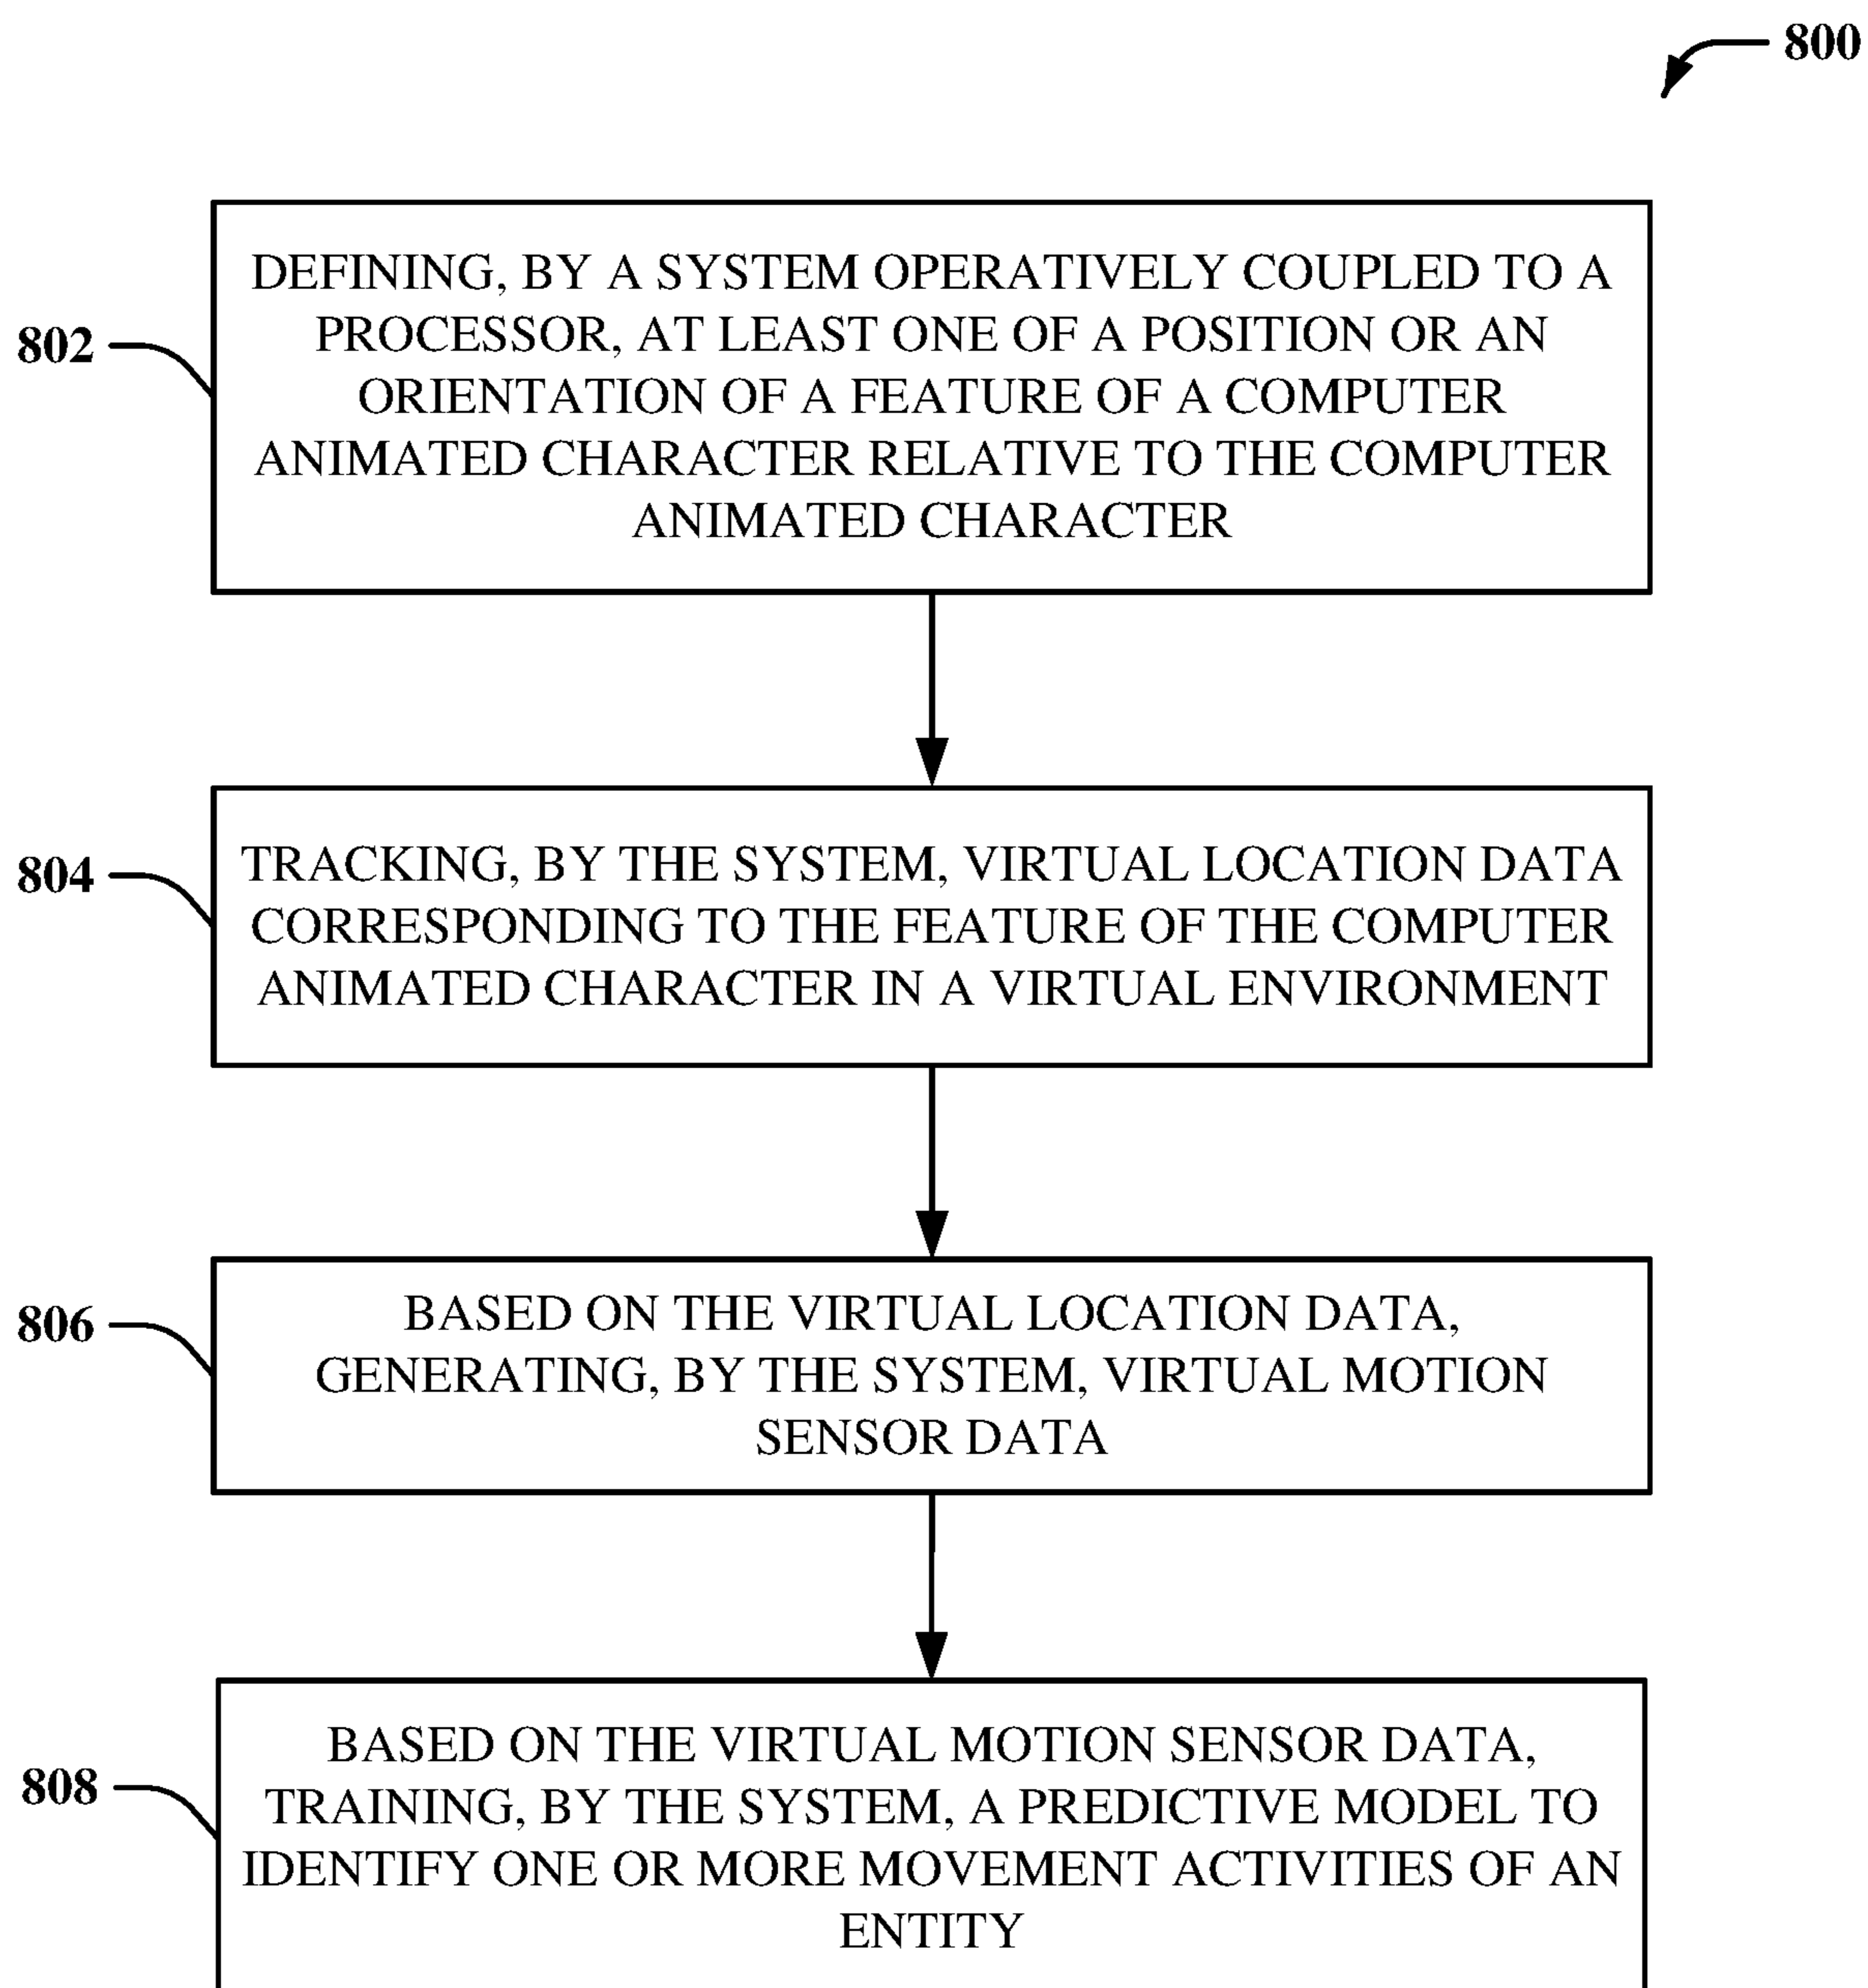 800
802
DEFINING, BY A SYSTEM OPERATIVELY COUPLED TO A
PROCESSOR, AT LEAST ONE OF A POSITION OR AN
ORIENTATION OF A FEATURE OF A COMPUTER
ANIMATED CHARACTER RELATIVE TO THE COMPUTER
ANIMATED CHARACTER
804
TRACKING, BY THE SYSTEM, VIRTUAL LOCATION DATA
CORRESPONDING TO THE FEATURE OF THE COMPUTER
ANIMATED CHARACTER IN A VIRTUAL ENVIRONMENT
806
BASED ON THE VIRTUAL LOCATION DATA,
GENERATING, BY THE SYSTEM, VIRTUAL MOTION
SENSOR DATA
808
BASED ON THE VIRTUAL MOTION SENSOR DATA,
TRAINING, BY THE SYSTEM, A PREDICTIVE MODEL TO
IDENTIFY ONE OR MORE MOVEMENT ACTIVITIES OF AN
ENTITY